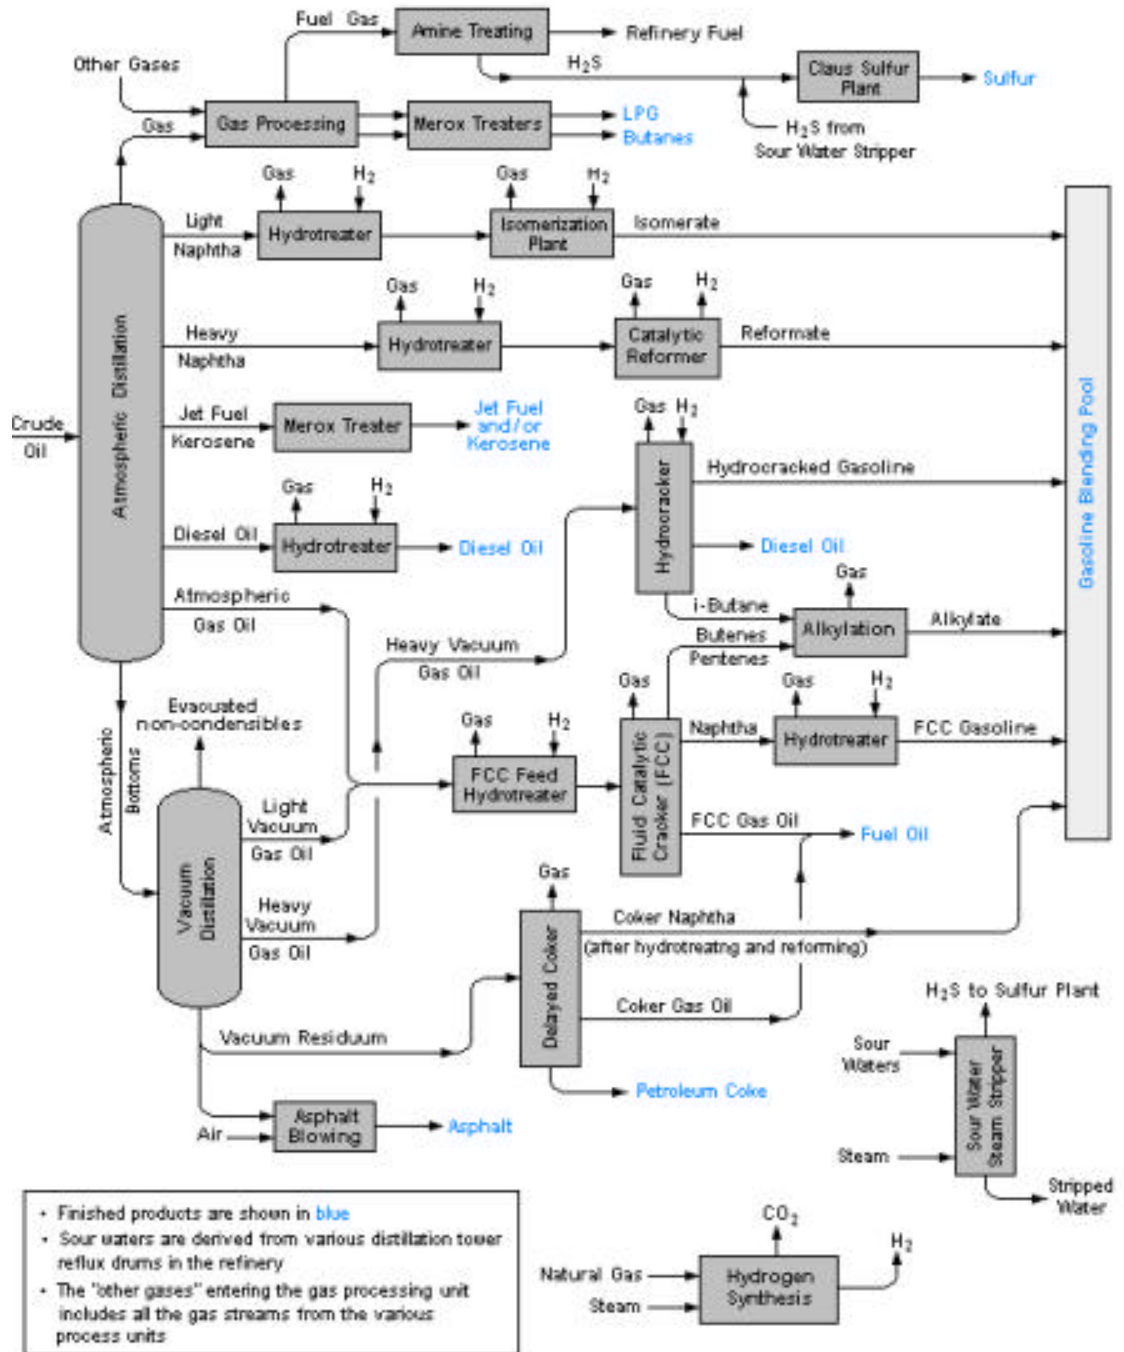 Fuel Gas
Amine Treating
Refinery Fuel
Other Gases
H2S
Claus Sulfur
Plant
Sulfur
Gas
Gas Processing
Merox Treaters
LPG
Butanes
H2S from
Sour Water Stripper
Gas
H2
Gas
H2
Light
Naphtha
Hydrotreater
Isomerization
Plant
Isomerate
Gas
H2
Gas
H2
Heavy
Naphtha
Hydrotreater
Catalytic
Reformer
Reformate
Crude
Oil
Atmospheric Distillation
Jet Fuel
Kerosene
Merox Treater
Jet Fuel
and/or
Kerosene
Gas
H2
Hydrocracker
Hydrocracked Gasoline
Gasoline Blending Pool
Gas
H2
Diesel Oil
Hydrotreater
Diesel Oil
Diesel Oil
Atmospheric
Gas Oil
i-Butane
Gas
Butenes
Pentenes
Alkylation
Alkylate
Heavy Vacuum
Gas Oil
Evacuated
non-condensibles
Atmospheric
Bottoms
Gas
H2
FCC Feed
Hydrotreater
Gas
Fluid Catalytic
Cracker (FCC)
Naphtha
Gas
H2
Hydrotreater
FCC Gasoline
Light
Vacuum
Gas Oil
FCC Gas Oil
Fuel Oil
Vacuum
Distillation
Heavy
Vacuum
Gas Oil
Gas
Delayed Coker
Coker Naphtha
(after hydrotreatng and reforming)
Coker Gas Oil
Vacuum Residuum
Petroleum Coke
Air
Asphalt
Blowing
Asphalt
H2S to Sulfur Plant
Sour
Waters
Sour Water
Steam Stripper
Steam
Stripped
Water
• Finished products are shown in blue
• Sour waters are derived from various distillation tower
reflux drums in the refinery
• The "other gases" entering the gas processing unit
includes all the gas streams from the various
process units
CO2
H2
Natural Gas
Steam
Hydrogen
Synthesis